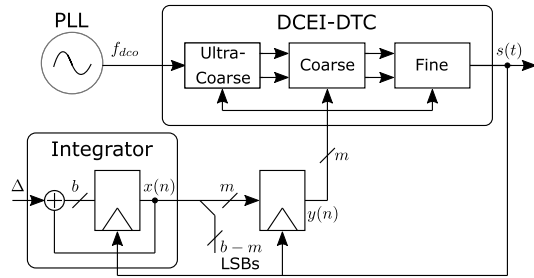 PLL
DCEI-DTC
f_dco
Ultra-
Coarse
Coarse
Fine
s(t)
Integrator
m
Δ
b
x(n)
m
y(n)
b − m
LSBs